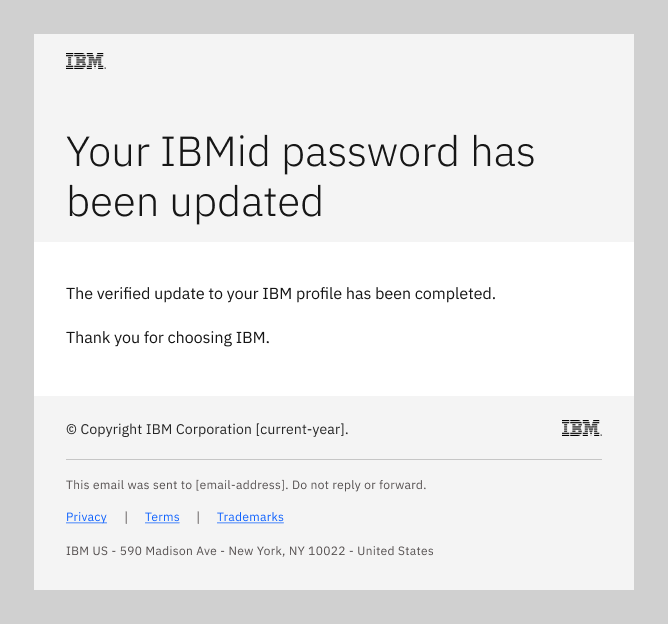 IBM
Your IBMid password has
been updated
The verified update to your IBM profile has been completed.
Thank you for choosing IBM.
© Copyright IBM Corporation [current-year].
IBM
This email was sent to [email-address]. Do not reply or forward.
Privacy | Terms | Trademarks
IBM US - 590 Madison Ave - New York, NY 10022 - United States